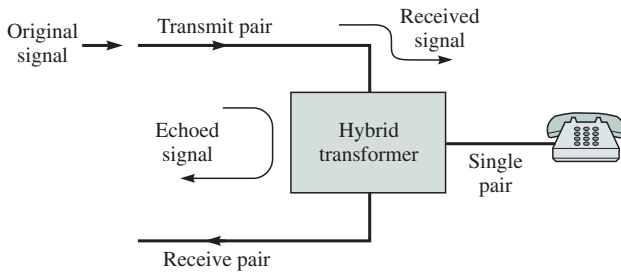 Original
signal
Transmit pair
Received
signal
Echoed
signal
Hybrid
transformer
Single
pair
Receive pair